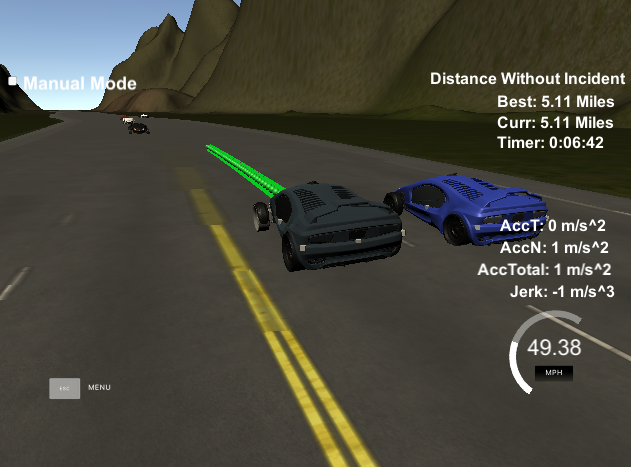 Manual Mode
Distance Without Incident
Best: 5.11 Miles
Curr: 5.11 Miles
Timer: 0:06:42
AccT: 0 m/s^2
AccN: 1 m/s^2
AccTotal: 1 m/s^2
Jerk: -1 m/s^3
49.38
MPH
ESC
MENU